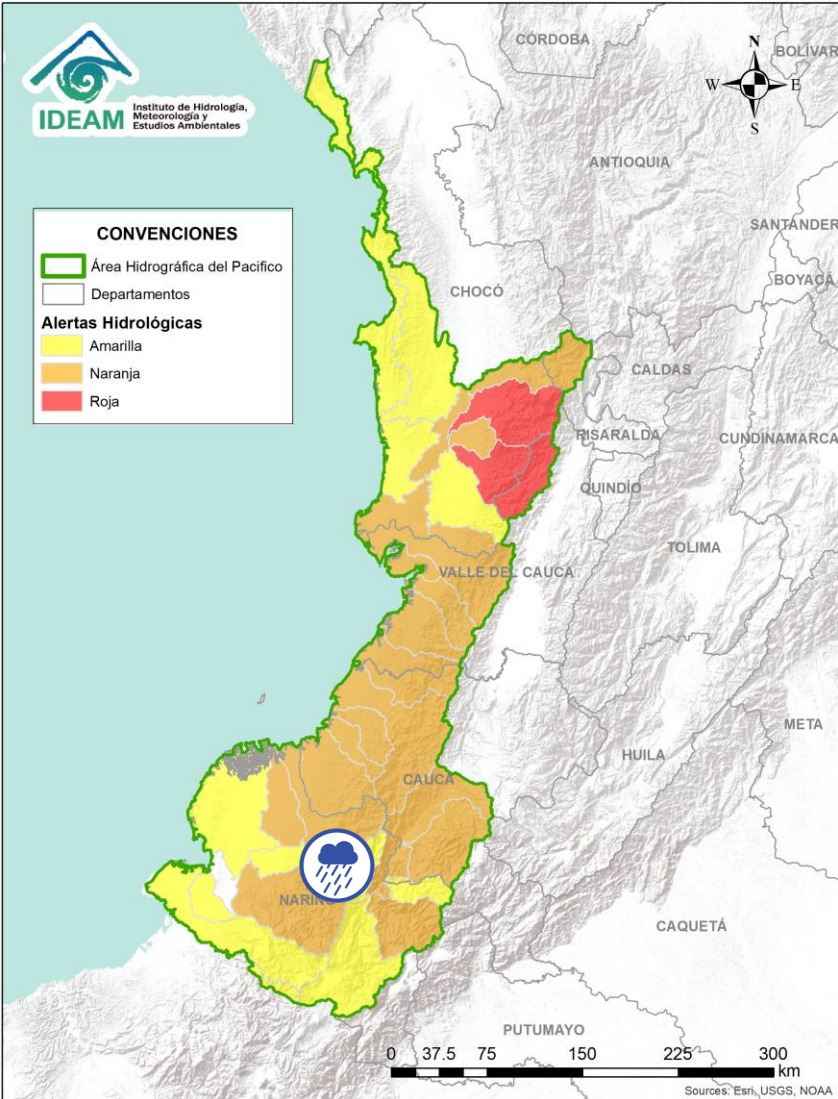 IDEAM
Instituto de Hidrología,
Meteorología y
Estudios Ambientales
N
W
E
S
CONVENCIONES
Área Hidrográfica del Pacifico
Departamentos
Alertas Hidrológicas
Amarilla
Naranja
Roja
CÓRDOBA
BOLÍVAR
ANTIOQUIA
SANTANDER
BOYACÁ
CHOCÓ
CALDAS
RISARALDA
CUNDINAMARCA
QUINDÍO
TOLIMA
VALLE DEL CAUCA
META
HUILA
CAUCA
NARIÑO
CAQUETÁ
PUTUMAYO
0 37.5 75 150 225 300
km
Sources: Esri, USGS, NOAA